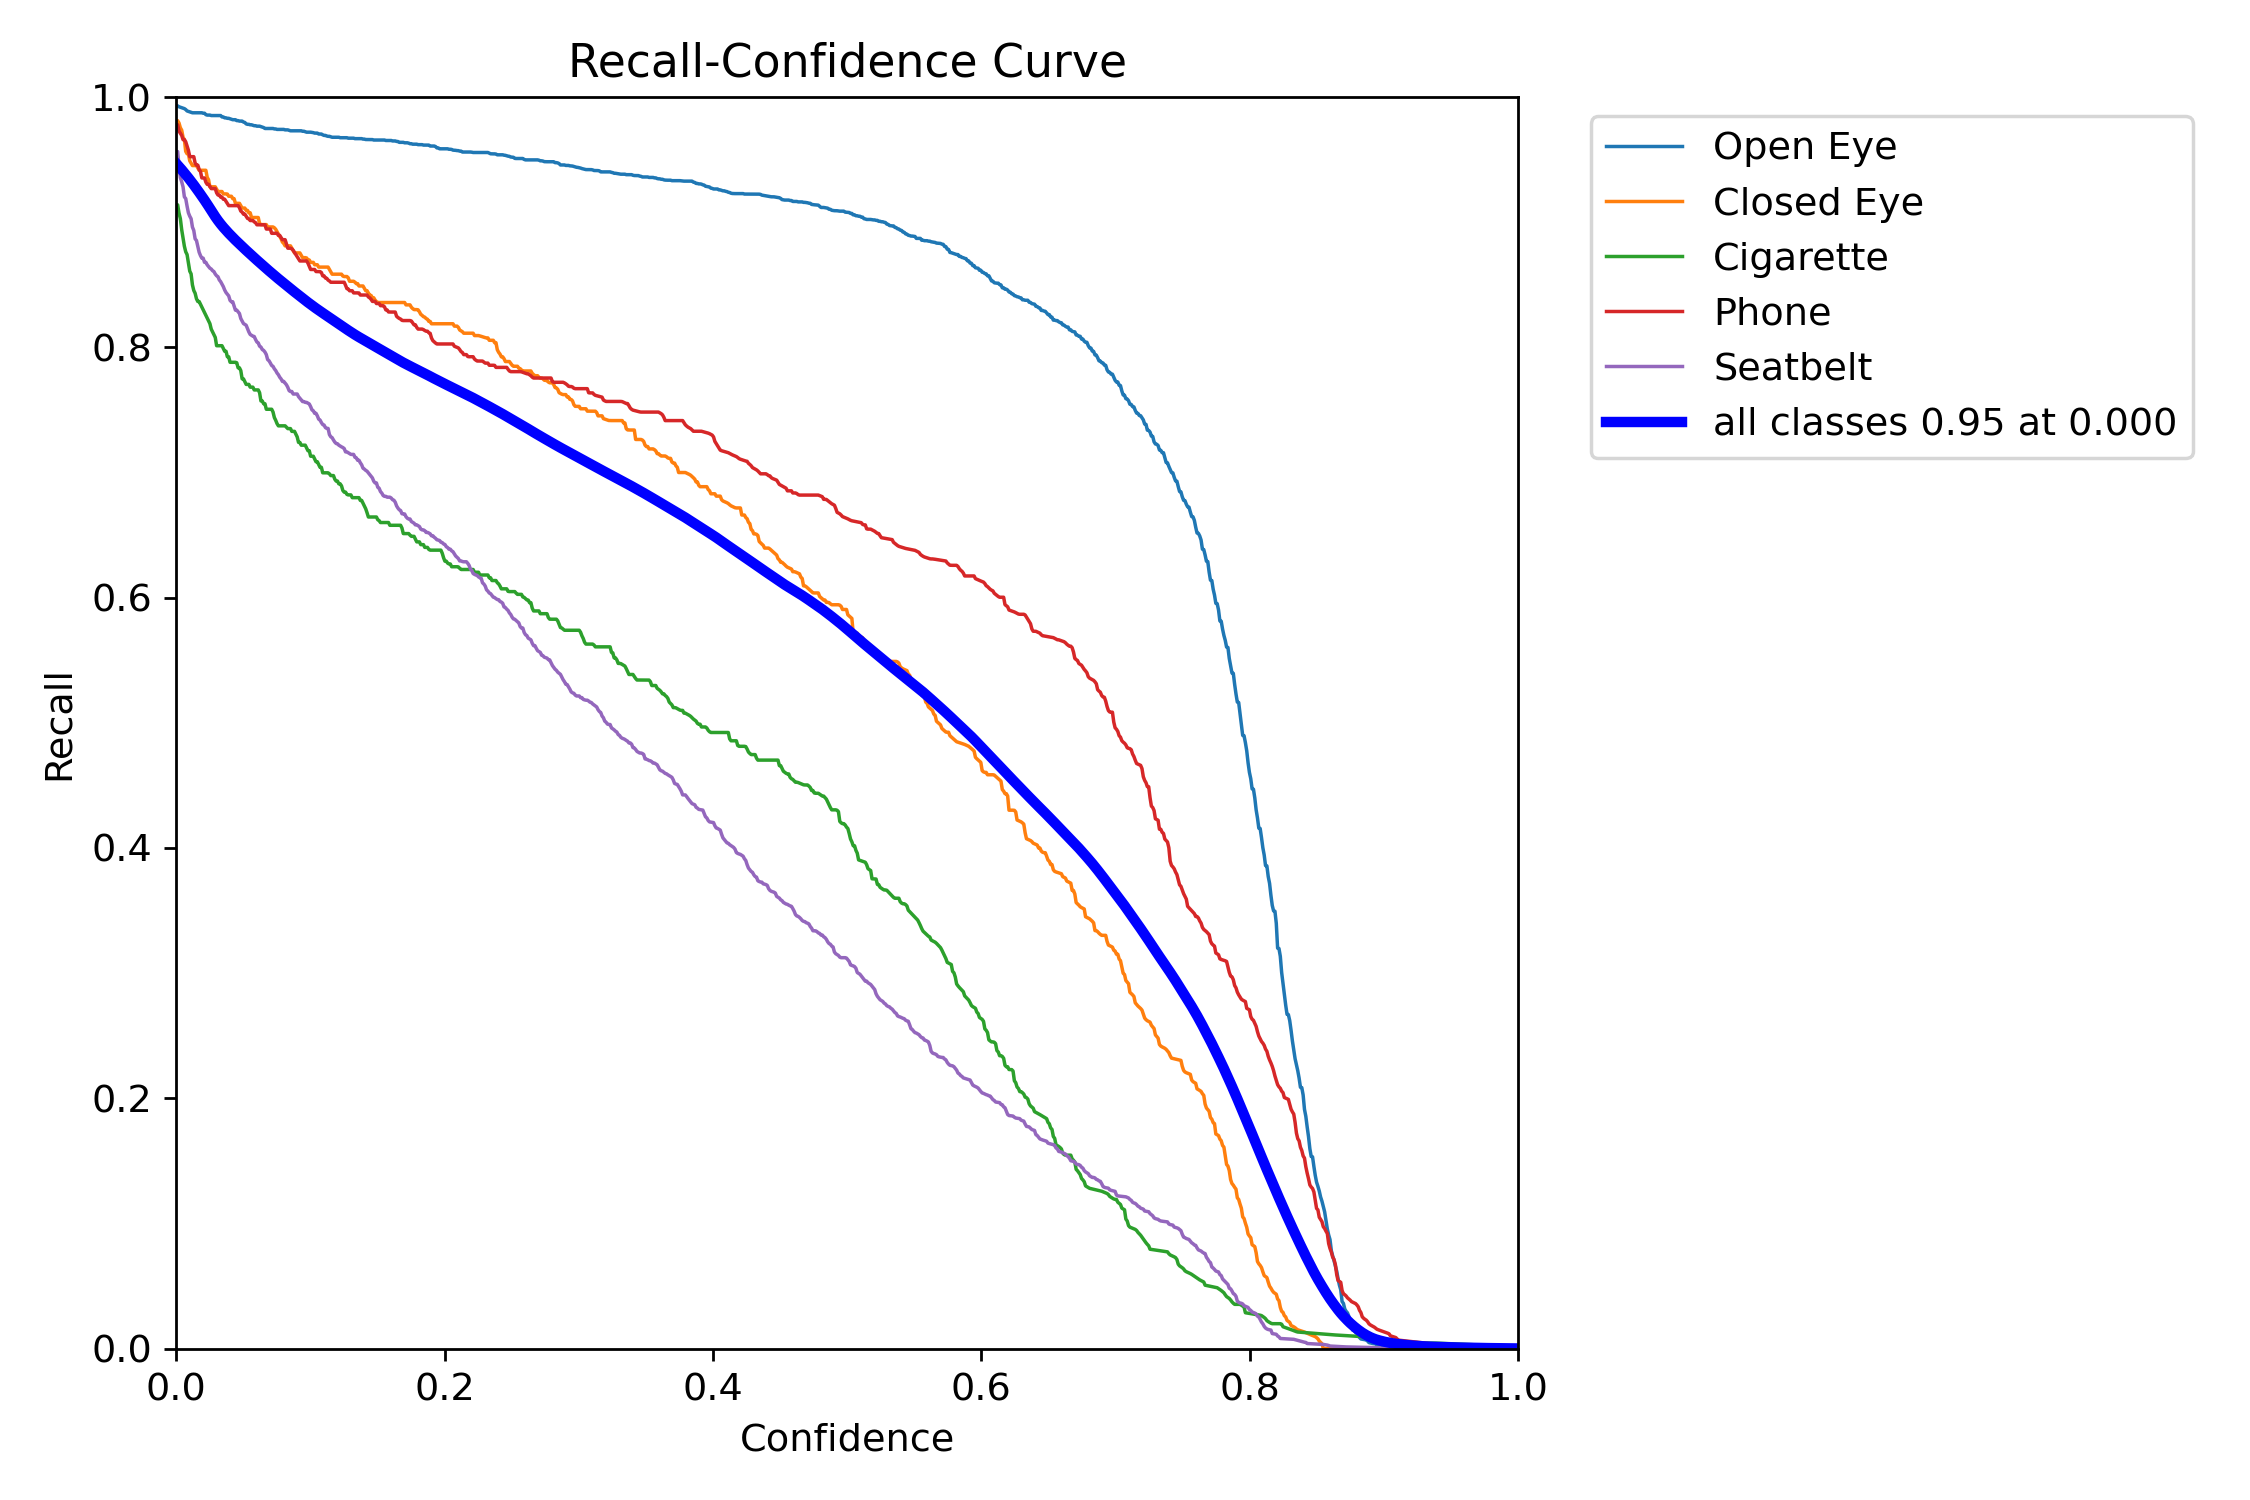 Recall-Confidence Curve
1.0
0.8
0.6
0.4
0.2
0.0
Recall
0.0 0.2 0.4 0.6 0.8 1.0
Confidence
Open Eye
Closed Eye
Cigarette
Phone
Seatbelt
all classes 0.95 at 0.000